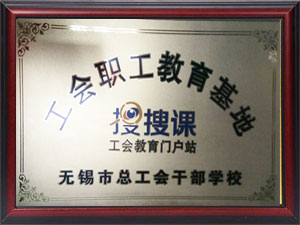 工会职工教育基地
搜搜课
工会教育门户站
无锡市总工会干部学校